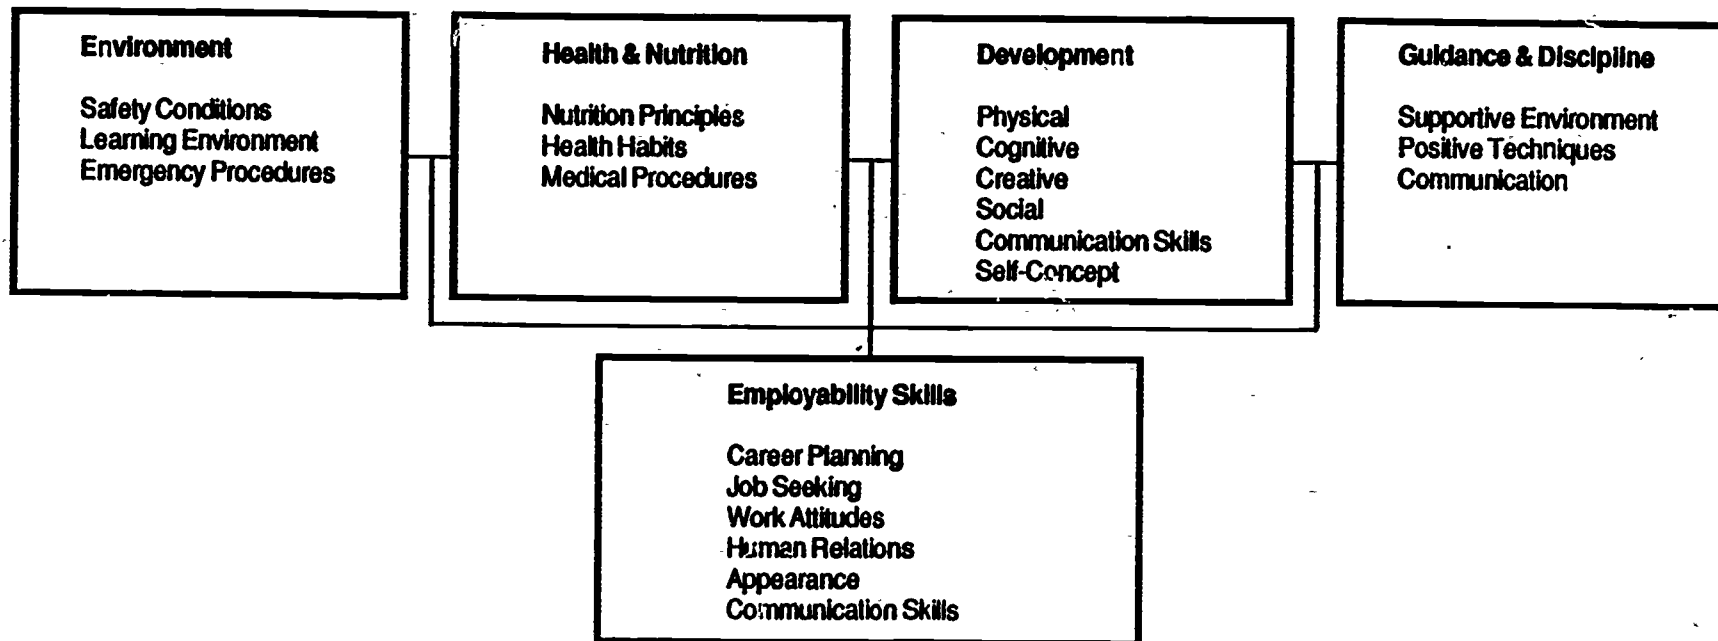 Environment
Safety Conditions
Learning Environment
Emergency Procedures
Health & Nutrition
Nutrition Principles
Health Habits
Medical Procedures
Development
Physical
Cognitive
Creative
Social
Communication Skills
Self-Concept
Guidance & Discipline
Supportive Environment
Positive Techniques
Communication
Employability Skills
Career Planning
Job Seeking
Work Attitudes
Human Relations
Appearance
Communication Skills